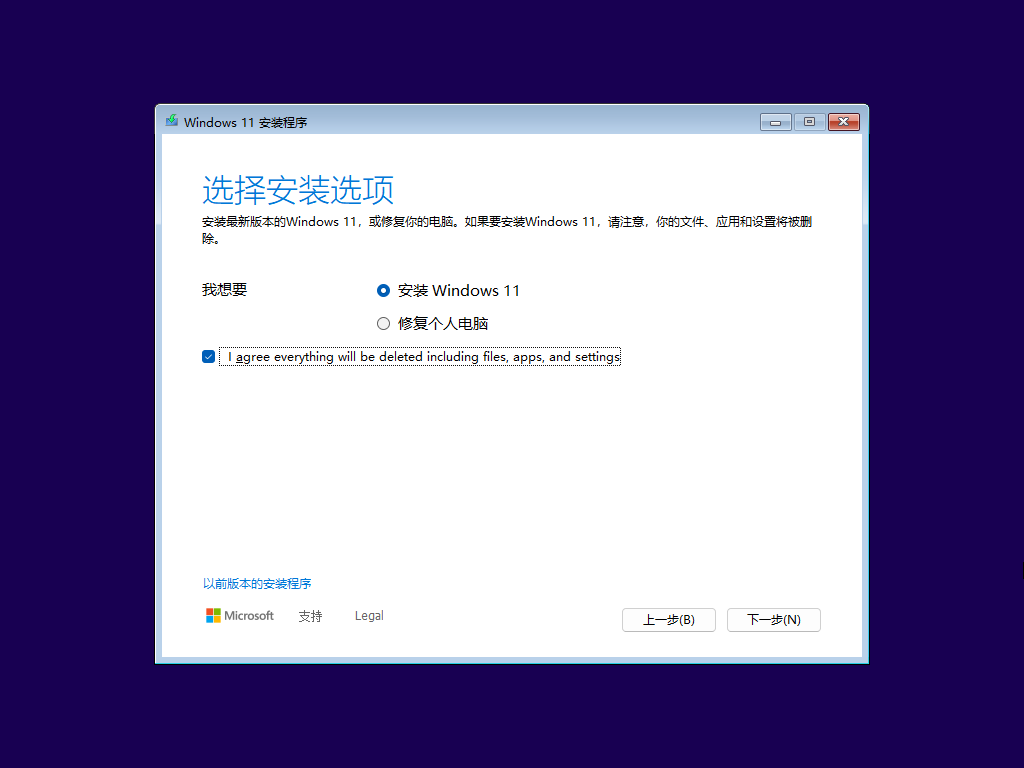 Windows 11 安装程序
选择安装选项
安装最新版本的Windows 11，或修复你的电脑。如果要安装Windows 11，请注意，你的文件、应用和设置将被删
除。
我想要
安装 Windows 11
修复个人电脑
I agree everything will be deleted including files, apps, and settings
以前版本的安装程序
Microsoft 支持 Legal
上一步(B) 下一步(N)